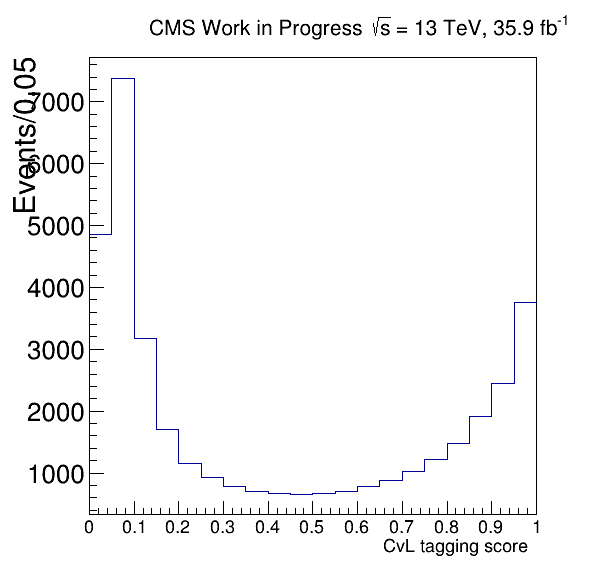 CMS Work in Progress √s = 13 TeV, 35.9 fb⁻¹
Events/0.05
7000
6000
5000
4000
3000
2000
1000
0 0.1 0.2 0.3 0.4 0.5 0.6 0.7 0.8 0.9 1
CvL tagging score